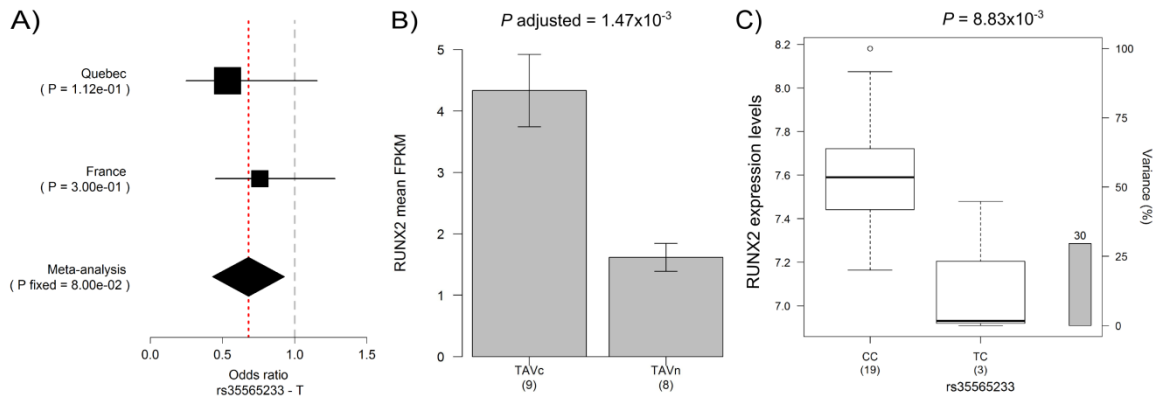 A)
Quebec
( P = 1.12e-01 )
France
( P = 3.00e-01 )
Meta-analysis
( P fixed = 8.00e-02 )
0.0 0.5 1.0 1.5
Odds ratio
rs35565233 - T
B)
P adjusted = 1.47x10-3
RUNX2 mean FPKM
5
4
3
2
1
0
TAVc
(9)
TAVn
(8)
C)
P = 8.83x10-3
RUNX2 expression levels
8.2
8.0
7.8
7.6
7.4
7.2
7.0
CC
(19)
TC
(3)
rs35565233
30
100
75
50
25
0
Variance (%)